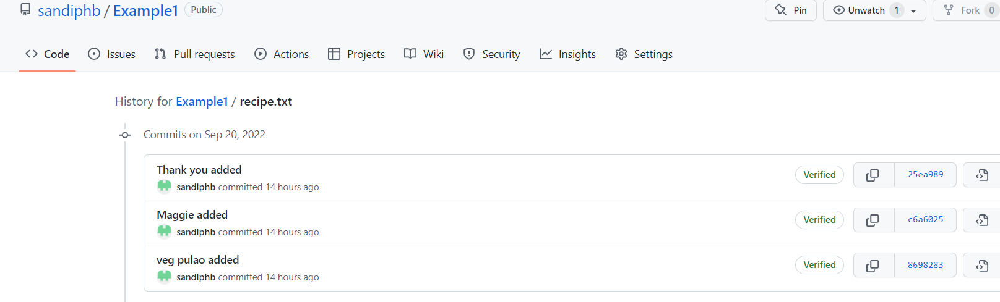 sandiphb / Example1 Public Pin Unwatch 1 Fork 0
Code Issues Pull requests Actions Projects Wiki Security Insights Settings
History for Example1 / recipe.txt
Commits on Sep 20, 2022
Thank you added
sandiphb committed 14 hours ago Verified 25ea989
Maggie added
sandiphb committed 14 hours ago Verified c6a6025
veg pulao added
sandiphb committed 14 hours ago Verified 8698283